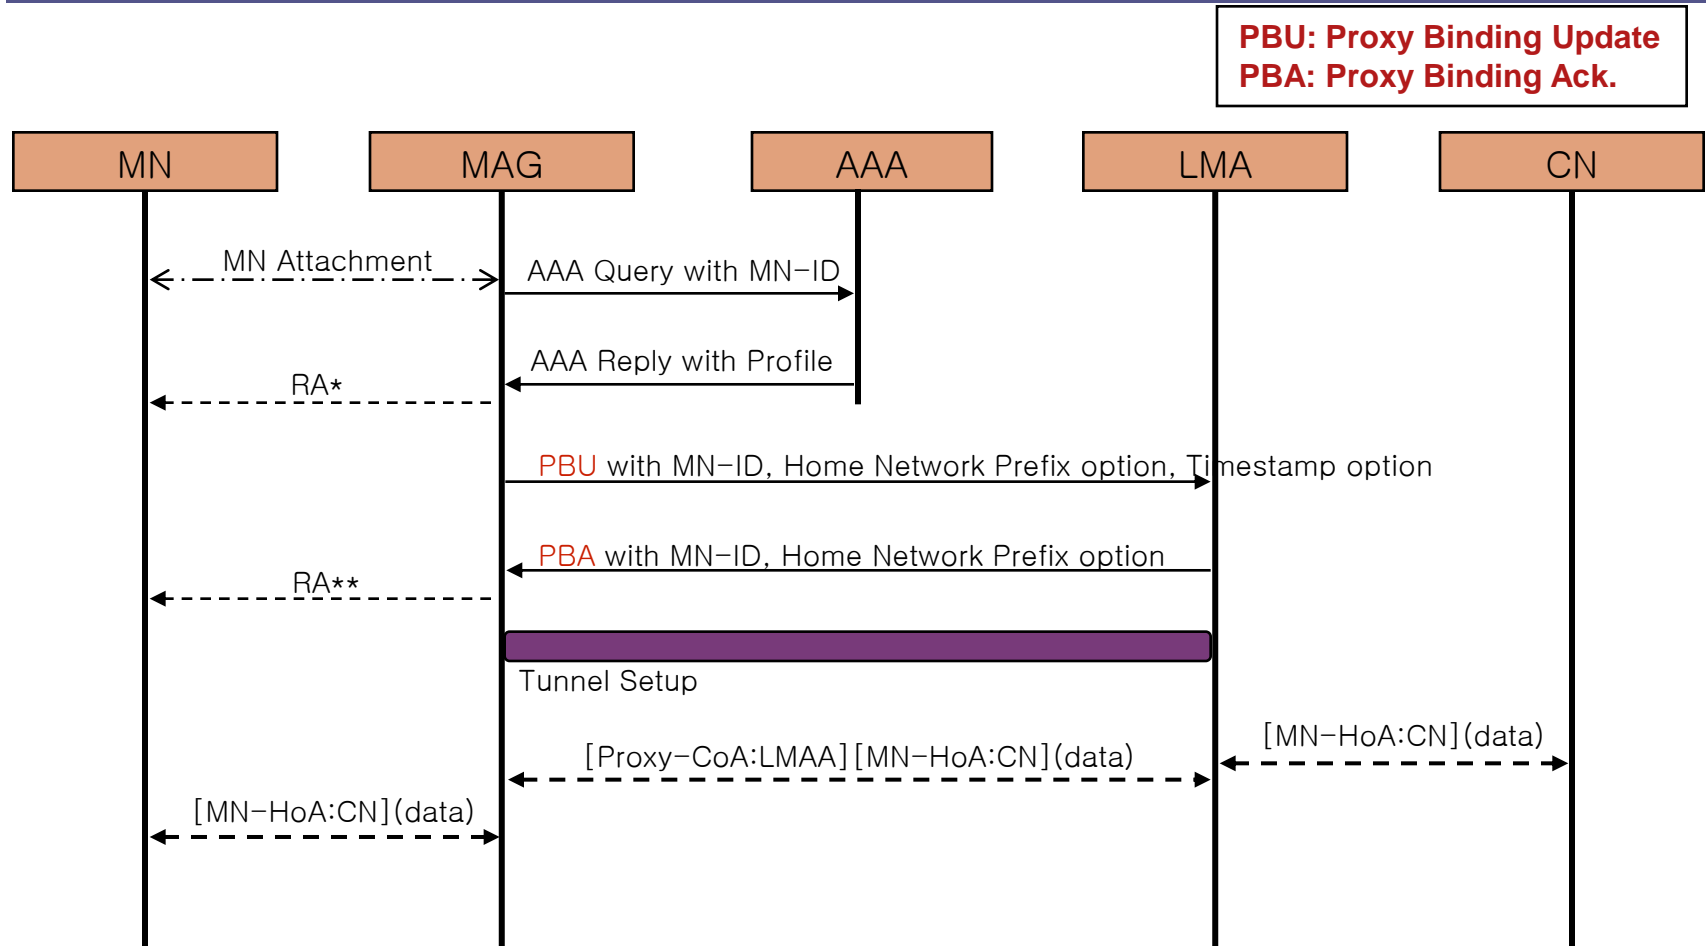 PBU: Proxy Binding Update
PBA: Proxy Binding Ack.
MN
MAG
AAA
LMA
CN
MN Attachment
AAA Query with MN-ID
AAA Reply with Profile
RA*
PBU with MN-ID, Home Network Prefix option, Timestamp option
PBA with MN-ID, Home Network Prefix option
RA**
Tunnel Setup
[MN-HoA:CN](data)
[Proxy-CoA:LMAA][MN-HoA:CN](data)
[MN-HoA:CN](data)